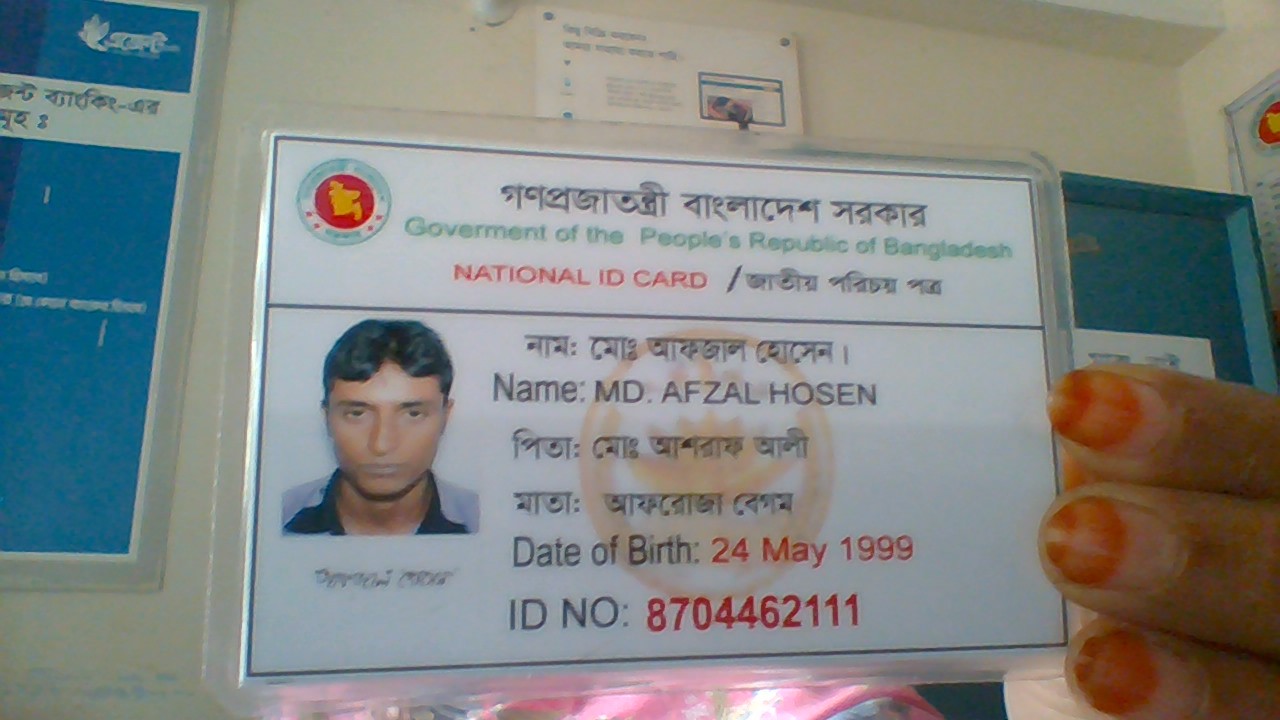 এজেন্ট
ব্যাংকিং-এর
গণপ্রজাতন্ত্রী বাংলাদেশ সরকার
Goverment of the People's Republic of Bangladesh
NATIONAL ID CARD / জাতীয় পরিচয় পত্র
নাম: মোঃ আফজাল হোসেন।
Name: MD. AFZAL HOSEN
পিতা: মোঃ আশরাফ আলী
মাতা: আফরোজা বেগম
Date of Birth: 24 May 1999
ID NO: 8704462111